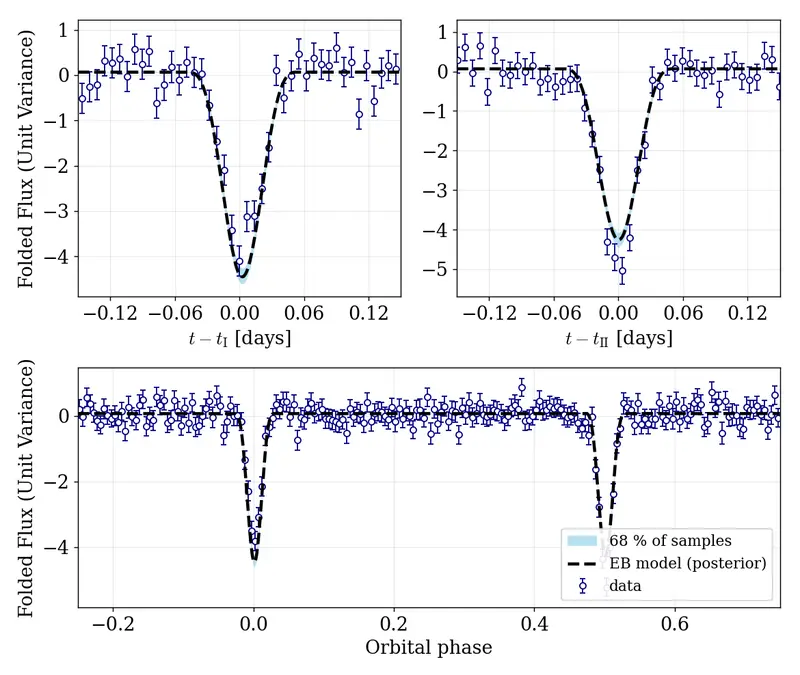 Folded Flux (Unit Variance)
1
0
−1
−2
−3
−4
−0.12 −0.06 0.00 0.06 0.12
t − tI [days]
1
0
−1
−2
−3
−4
−5
−0.12 −0.06 0.00 0.06 0.12
t − tII [days]
Folded Flux (Unit Variance)
0
−2
−4
68 % of samples
EB model (posterior)
data
−0.2 0.0 0.2 0.4 0.6
Orbital phase